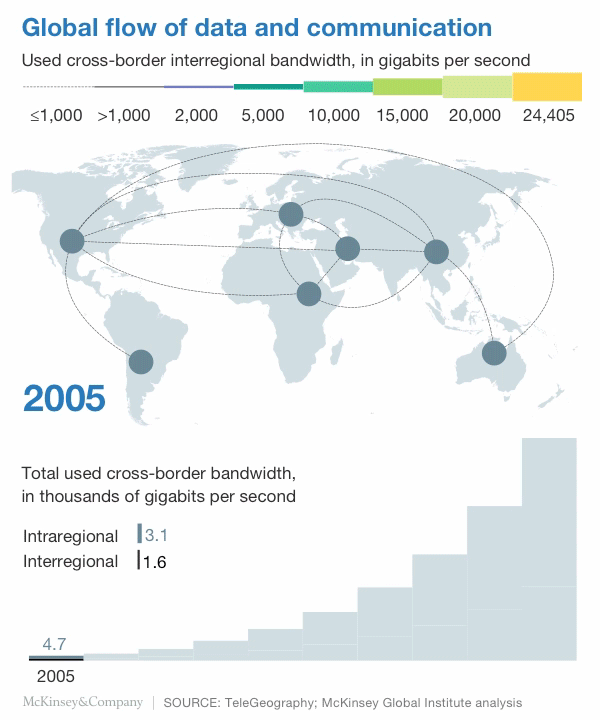 Global flow of data and communication
Used cross-border interregional bandwidth, in gigabits per second
≤1,000 >1,000 2,000 5,000 10,000 15,000 20,000 24,405
2005
Total used cross-border bandwidth,
in thousands of gigabits per second
Intraregional 3.1
Interregional 1.6
4.7
2005
McKinsey&Company | SOURCE: TeleGeography; McKinsey Global Institute analysis